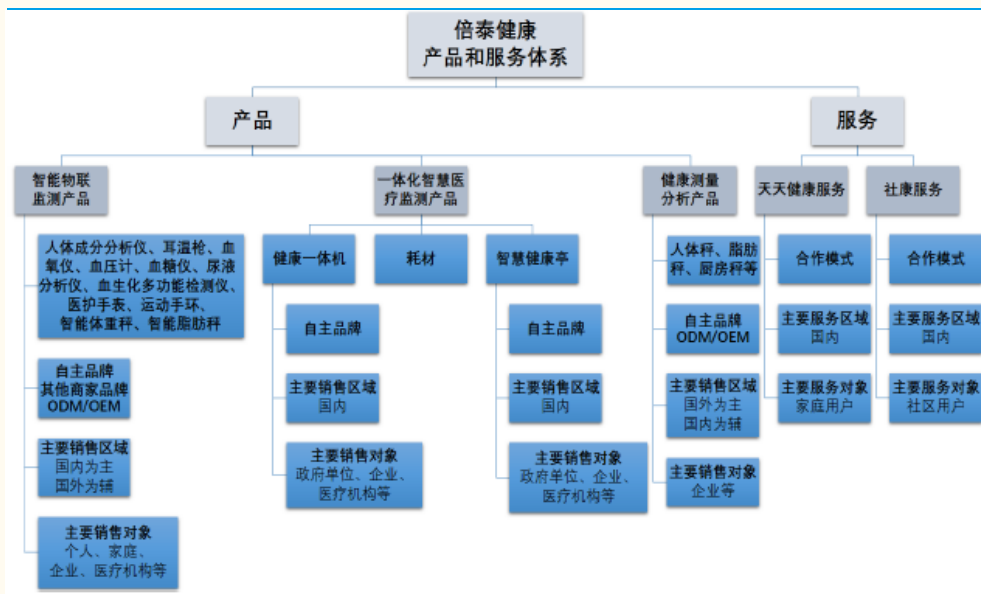 倍泰健康
产品和服务体系
产品
服务
智能物联
监测产品
一体化智慧医
疗监测产品
健康测量
分析产品
天天健康服务
社康服务
人体成分分析仪、耳温枪、血
氧仪、血压计、血糖仪、尿液
分析仪、血生化多功能检测仪、
医护手表、运动手环、
智能体重秤、智能脂肪秤
自主品牌
其他商家品牌
ODM/OEM
主要销售区域
国内为主
国外为辅
主要销售对象
个人、家庭、
企业、医疗机构等
健康一体机
耗材
智慧健康亭
自主品牌
主要销售区域
国内
主要销售对象
政府单位、企业、
医疗机构等
自主品牌
主要销售区域
国内
主要销售对象
政府单位、企业、
医疗机构等
人体秤、脂肪
秤、厨房秤等
自主品牌
ODM/OEM
主要销售区域
国外为主
国内为辅
主要销售对象
企业等
合作模式
主要服务区域
国内
主要服务对象
家庭用户
合作模式
主要服务区域
国内
主要服务对象
社区用户